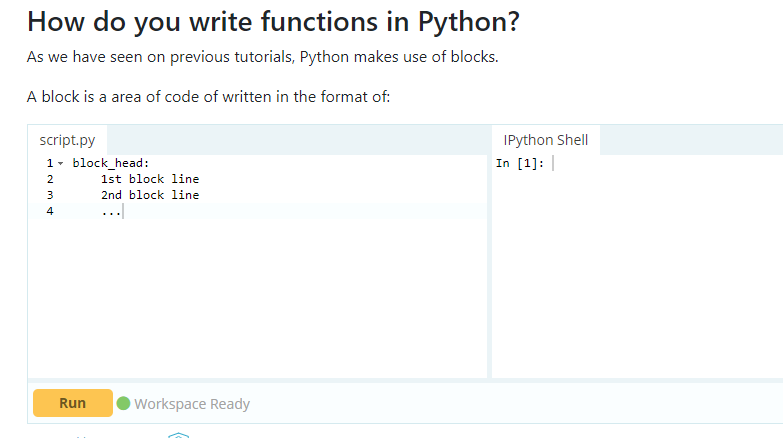 How do you write functions in Python?
As we have seen on previous tutorials, Python makes use of blocks.
A block is a area of code of written in the format of:
script.py
IPython Shell
1 block_head:
2 1st block line
3 2nd block line
4 ...
In [1]:
Run
Workspace Ready